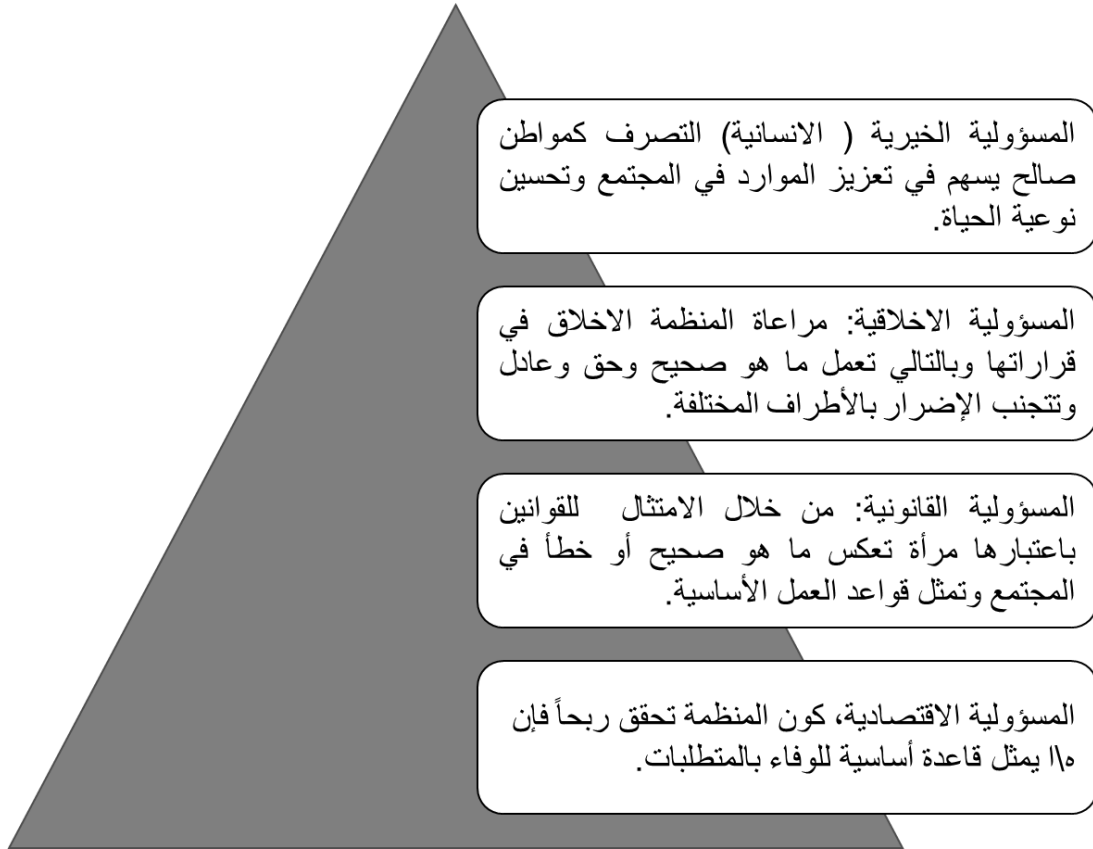 المسؤولية الخيرية ( الانسانية) التصرف كمواطن
صالح يسهم في تعزيز الموارد في المجتمع وتحسين
نوعية الحياة.
المسؤولية الاخلاقية: مراعاة المنظمة الاخلاق في
قراراتها وبالتالي تعمل ما هو صحيح وحق وعادل
وتتجنب الإضرار بالأطراف المختلفة.
المسؤولية القانونية: من خلال الامتثال للقوانين
باعتبارها مرأة تعكس ما هو صحيح أو خطأ في
المجتمع وتمثل قواعد العمل الأساسية.
المسؤولية الاقتصادية، كون المنظمة تحقق ربحاً فإن
ه\ا يمثل قاعدة أساسية للوفاء بالمتطلبات.